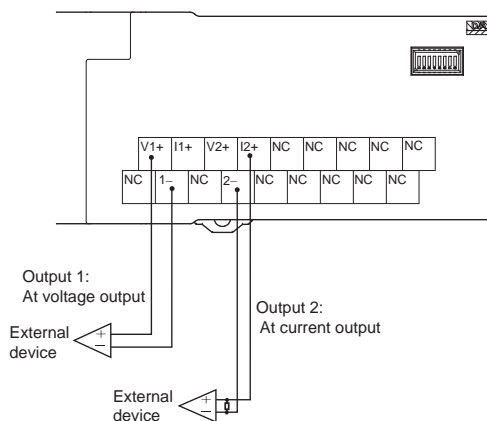 V1+ I1+ V2+ I2+ NC NC NC NC NC
NC 1– NC 2– NC NC NC NC NC
Output 1:
At voltage output
External
device
+
–
Output 2:
At current output
External
device
+
–